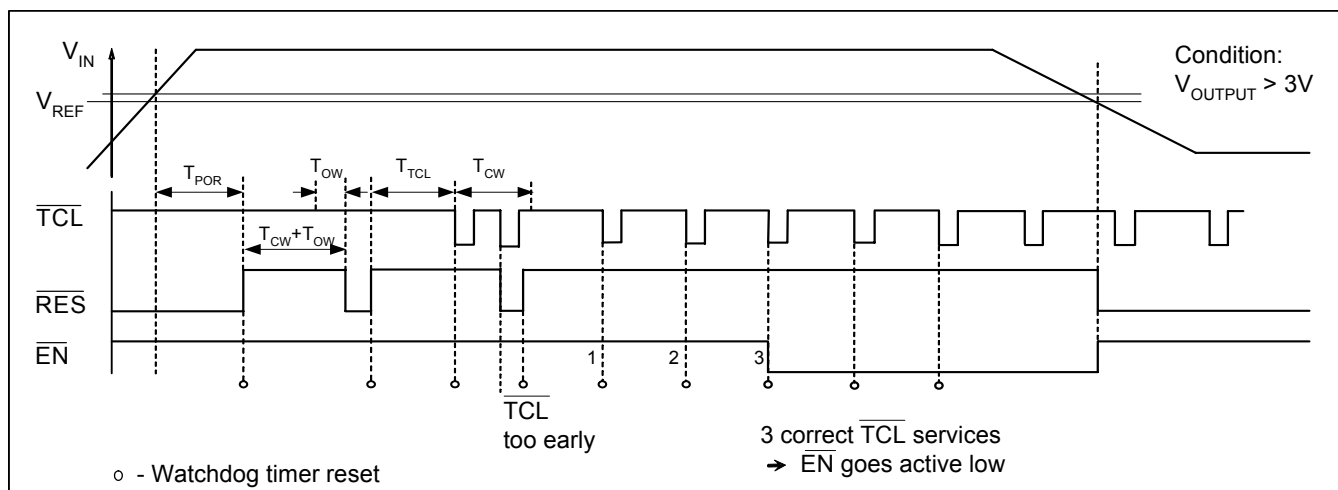 V_IN
Condition:
V_OUTPUT > 3V
V_REF
T_POR
T_OW
T_TCL
T_CW
TCL
T_CW+T_OW
RES
EN
1
2
3
TCL
too early
3 correct TCL services
→ EN goes active low
o - Watchdog timer reset